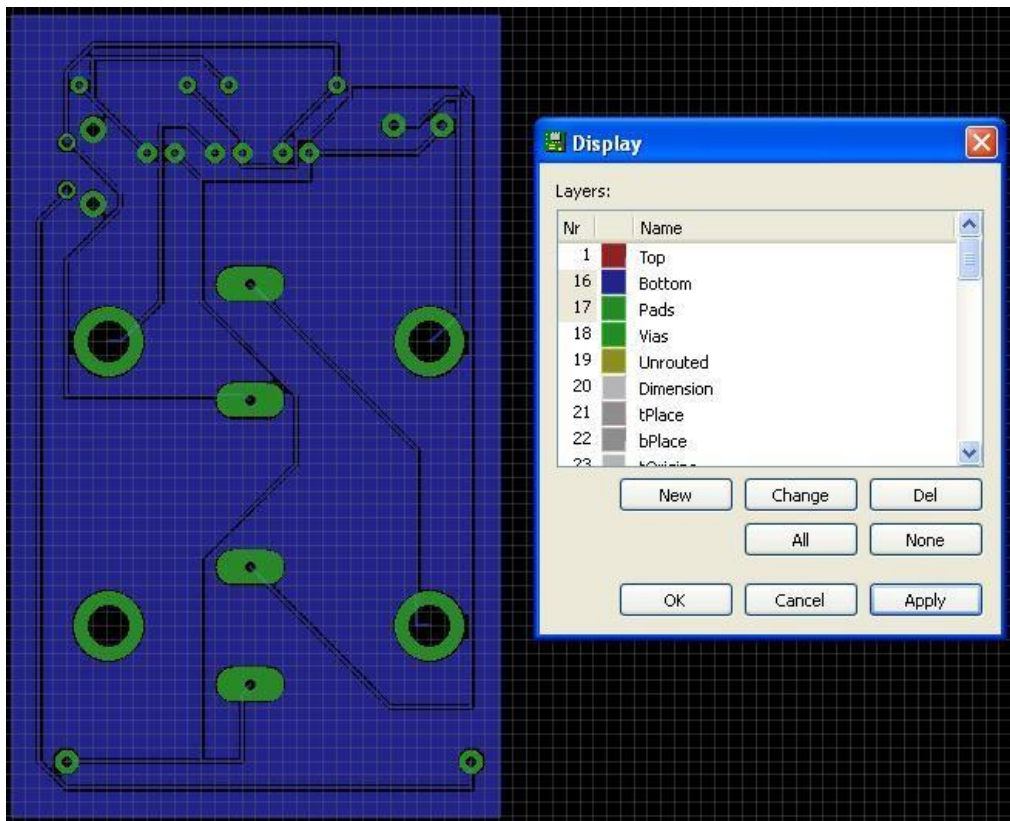 Display
Layers:
Nr Name
1 Top
16 Bottom
17 Pads
18 Vias
19 Unrouted
20 Dimension
21 tPlace
22 bPlace
23
New Change Del
All None
OK Cancel Apply